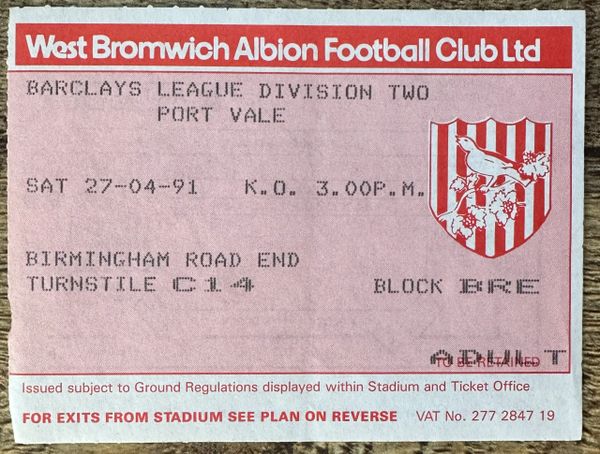 West Bromwich Albion Football Club Ltd
BARCLAYS LEAGUE DIVISION TWO
PORT VALE
SAT 27-04-91 K.O. 3.00P.M.
BIRMINGHAM ROAD END
TURNSTILE C14 BLOCK BRE
ADULT
TO BE RETAINED
Issued subject to Ground Regulations displayed within Stadium and Ticket Office
FOR EXITS FROM STADIUM SEE PLAN ON REVERSE VAT No. 277 2847 19